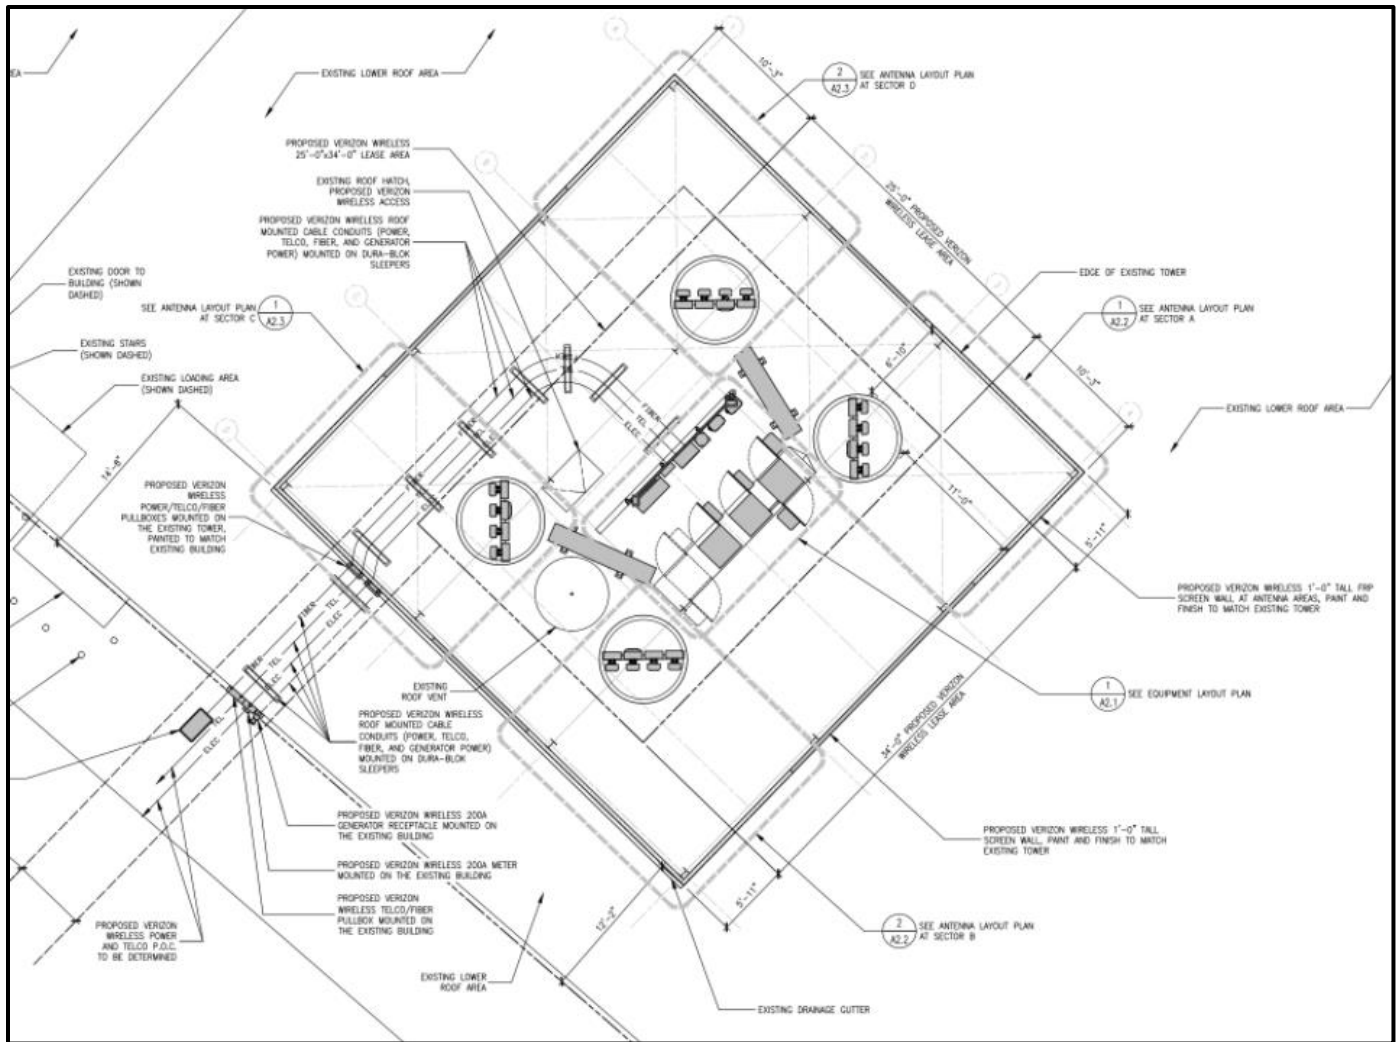 EA
EXISTING LOWER ROOF AREA
10'-3"
2
A2.3
SEE ANTENNA LAYOUT PLAN
AT SECTOR D
PROPOSED VERIZON WIRELESS
25'-0"x34'-0" LEASE AREA
EXISTING ROOF HATCH,
PROPOSED VERIZON
WIRELESS ACCESS
PROPOSED VERIZON WIRELESS ROOF
MOUNTED CABLE CONDUITS (POWER,
TELCO, FIBER, AND GENERATOR
POWER) MOUNTED ON DURA-BLOK
SLEEPERS
25'-0" PROPOSED VERIZON
WIRELESS LEASE AREA
EXISTING DOOR TO
BUILDING (SHOWN
DASHED)
EDGE OF EXISTING TOWER
SEE ANTENNA LAYOUT PLAN
AT SECTOR C
1
A2.3
1
A2.2
SEE ANTENNA LAYOUT PLAN
AT SECTOR A
EXISTING STAIRS
(SHOWN DASHED)
6'-10"
10'-3"
EXISTING LOADING AREA
(SHOWN DASHED)
EXISTING LOWER ROOF AREA
FIBER
TEL
ELEC
14'-8"
11'-0"
PROPOSED VERIZON
WIRELESS
POWER/TELCO/FIBER
PULLBOXES MOUNTED ON
THE EXISTING TOWER,
PAINTED TO MATCH
EXISTING BUILDING
5'-11"
PROPOSED VERIZON WIRELESS 1'-0" TALL FRP
SCREEN WALL AT ANTENNA AREAS, PAINT AND
FINISH TO MATCH EXISTING TOWER
FIBER
TEL
ELEC
FIBER
TEL
ELEC
EXISTING
ROOF VENT
1
A2.1
SEE EQUIPMENT LAYOUT PLAN
34'-0" PROPOSED VERIZON
WIRELESS LEASE AREA
TEL
ELEC
PROPOSED VERIZON WIRELESS
ROOF MOUNTED CABLE
CONDUITS (POWER, TELCO,
FIBER, AND GENERATOR POWER)
MOUNTED ON DURA-BLOK
SLEEPERS
PROPOSED VERIZON WIRELESS 200A
GENERATOR RECEPTACLE MOUNTED ON
THE EXISTING BUILDING
PROPOSED VERIZON WIRELESS 1'-0" TALL
SCREEN WALL, PAINT AND FINISH TO MATCH
EXISTING TOWER
PROPOSED VERIZON WIRELESS 200A METER
MOUNTED ON THE EXISTING BUILDING
5'-11"
PROPOSED VERIZON
WIRELESS TELCO/FIBER
PULLBOX MOUNTED ON
THE EXISTING BUILDING
12'-2"
PROPOSED VERIZON
WIRELESS POWER
AND TELCO P.O.C.
TO BE DETERMINED
2
A2.2
SEE ANTENNA LAYOUT PLAN
AT SECTOR B
EXISTING LOWER
ROOF AREA
EXISTING DRAINAGE GUTTER